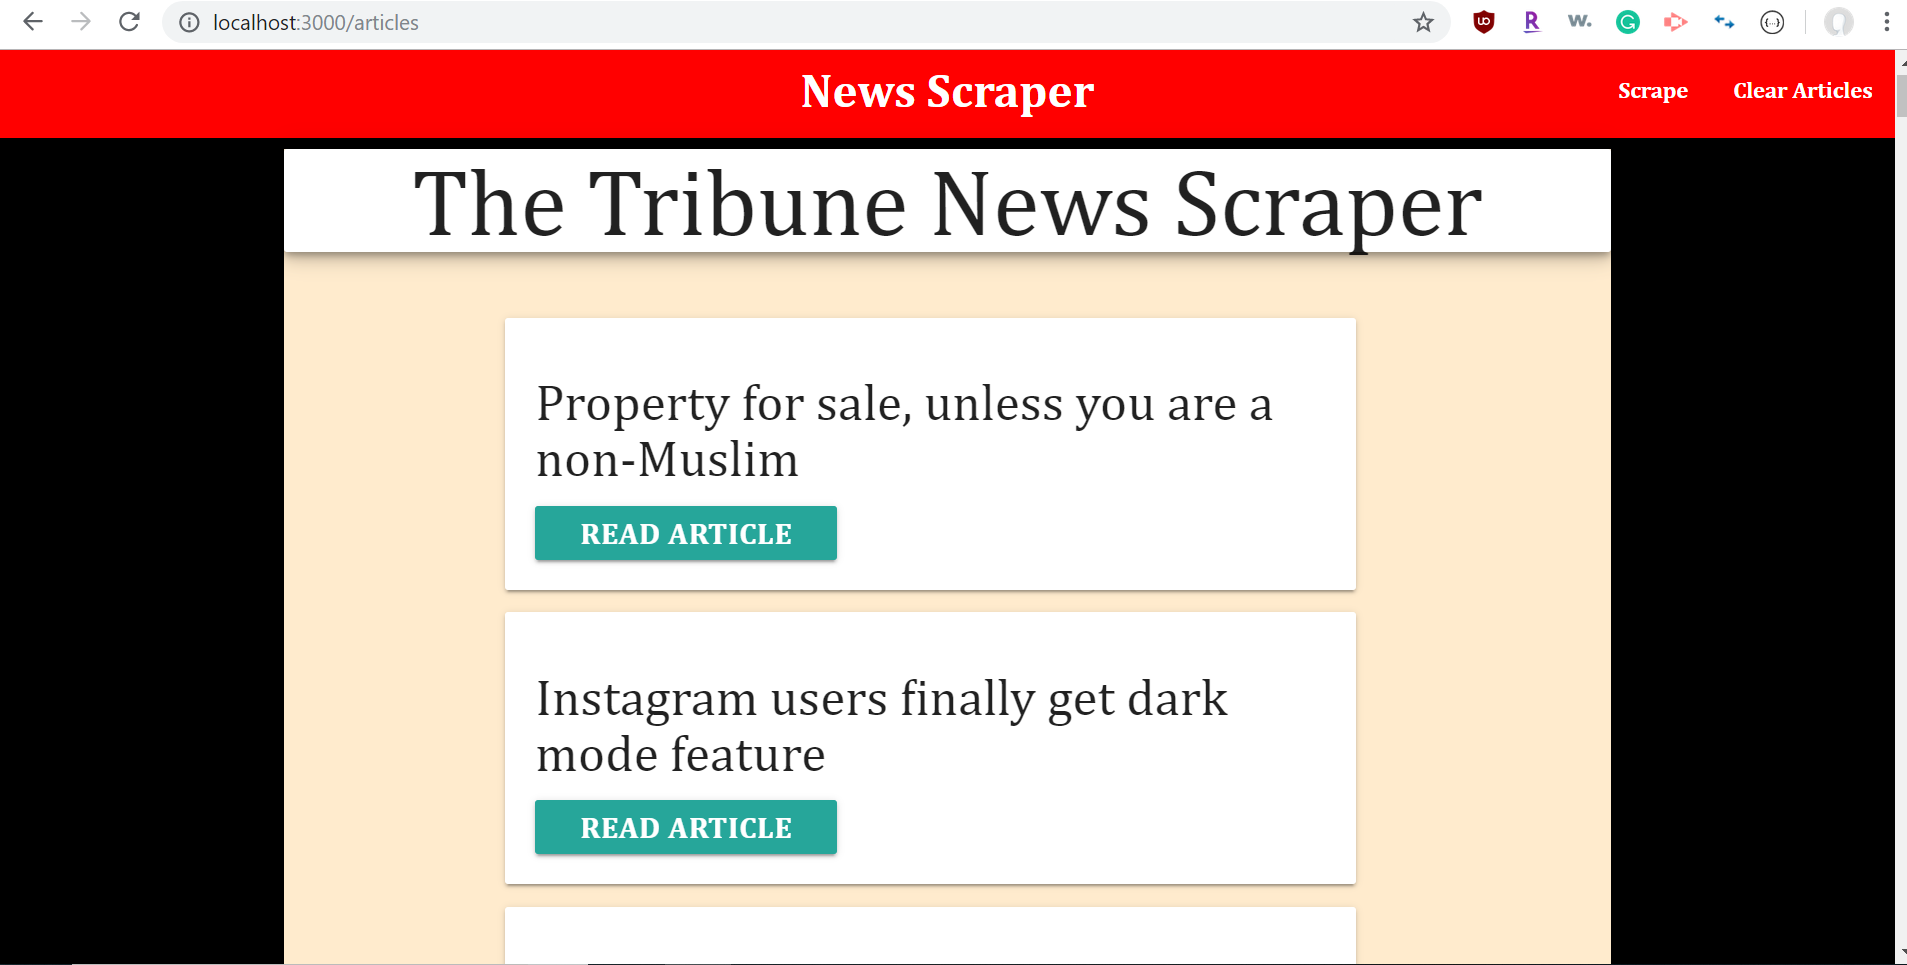 localhost:3000/articles
News Scraper
Scrape
Clear Articles
The Tribune News Scraper
Property for sale, unless you are a
non-Muslim
READ ARTICLE
Instagram users finally get dark
mode feature
READ ARTICLE